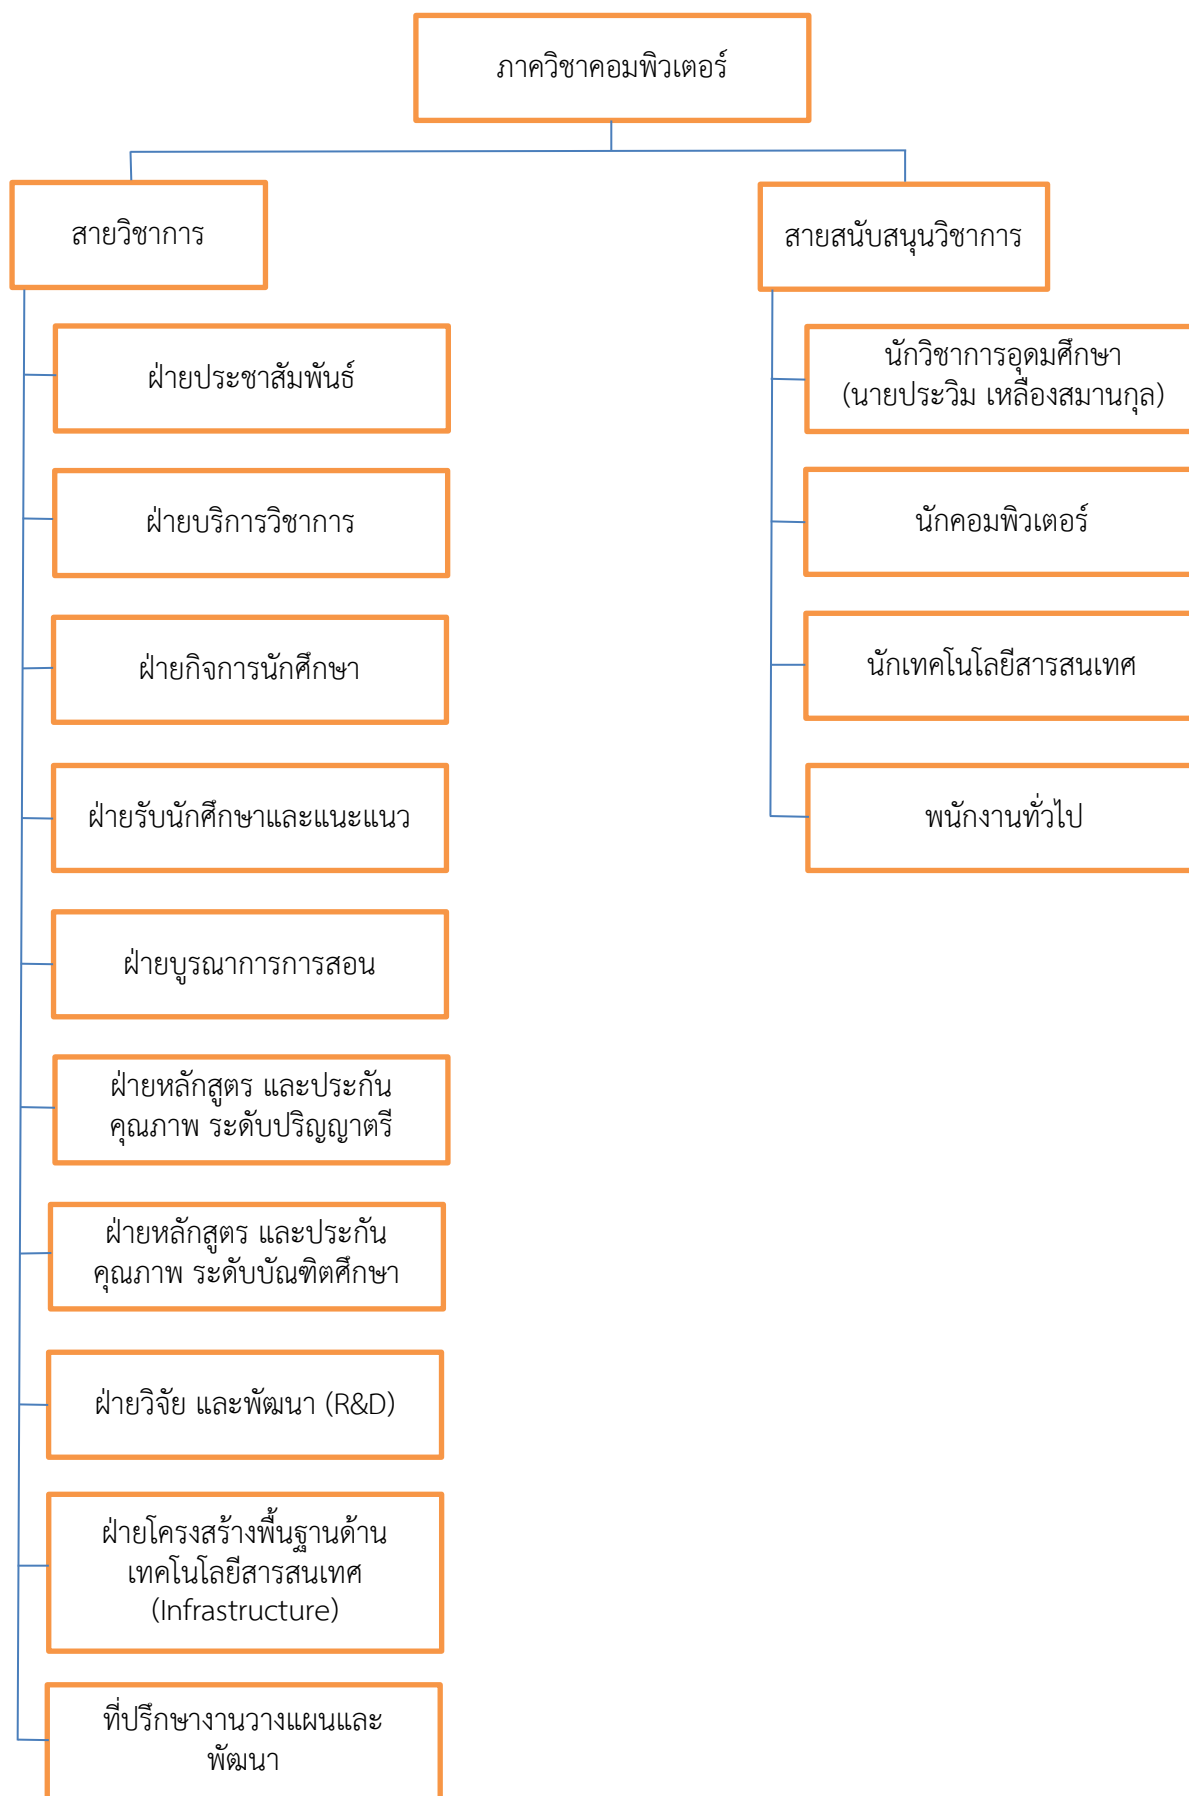 ภาควิชาคอมพิวเตอร์
สายวิชาการ
ฝ่ายประชาสัมพันธ์
ฝ่ายบริการวิชาการ
ฝ่ายกิจการนักศึกษา
ฝ่ายรับนักศึกษาและแนะแนว
ฝ่ายบูรณาการการสอน
ฝ่ายหลักสูตร และประกัน
คุณภาพ ระดับปริญญาตรี
ฝ่ายหลักสูตร และประกัน
คุณภาพ ระดับบัณฑิตศึกษา
ฝ่ายวิจัย และพัฒนา (R&D)
ฝ่ายโครงสร้างพื้นฐานด้าน
เทคโนโลยีสารสนเทศ
(Infrastructure)
ที่ปรึกษางานวางแผนและ
พัฒนา
สายสนับสนุนวิชาการ
นักวิชาการอุดมศึกษา
(นายประวิม เหลืองสมานกุล)
นักคอมพิวเตอร์
นักเทคโนโลยีสารสนเทศ
พนักงานทั่วไป